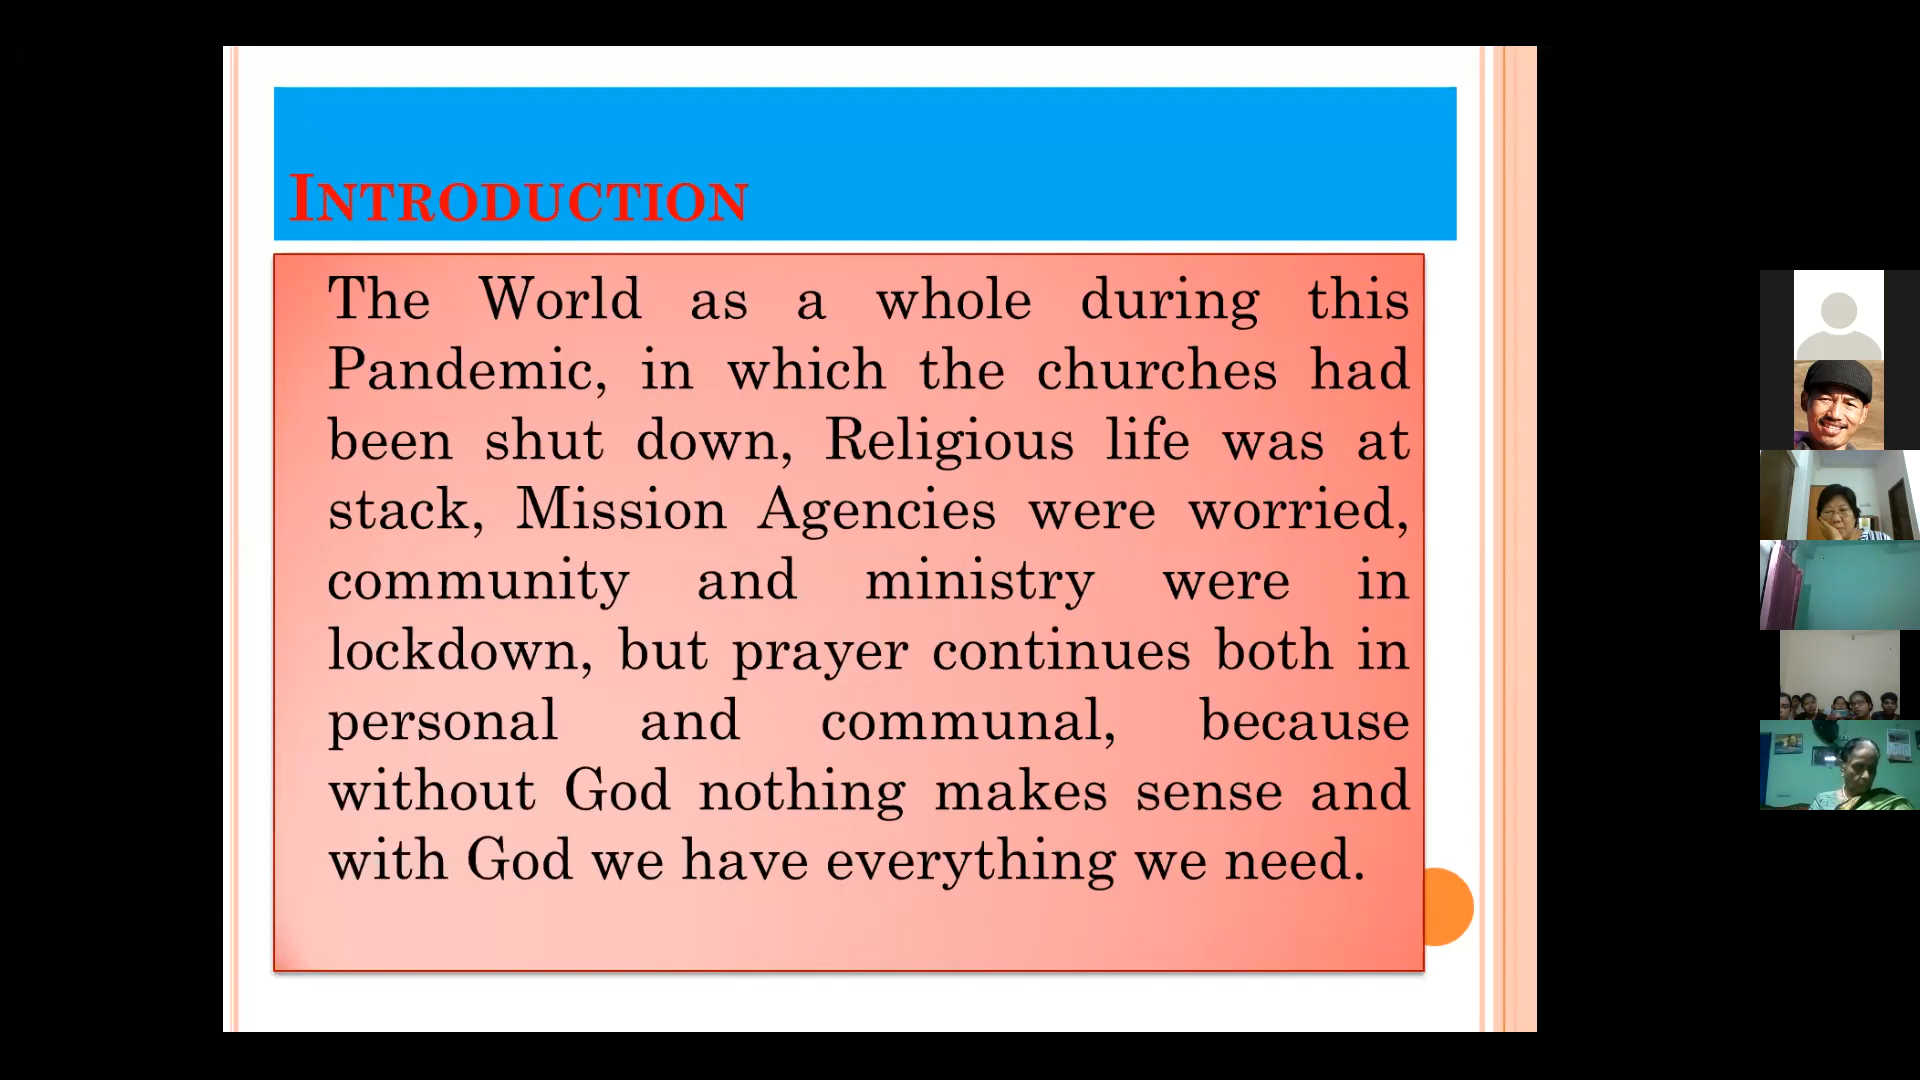 INTRODUCTION
The World as a whole during this
Pandemic, in which the churches had
been shut down, Religious life was at
stack, Mission Agencies were worried,
community and ministry were in
lockdown, but prayer continues both in
personal and communal, because
without God nothing makes sense and
with God we have everything we need.